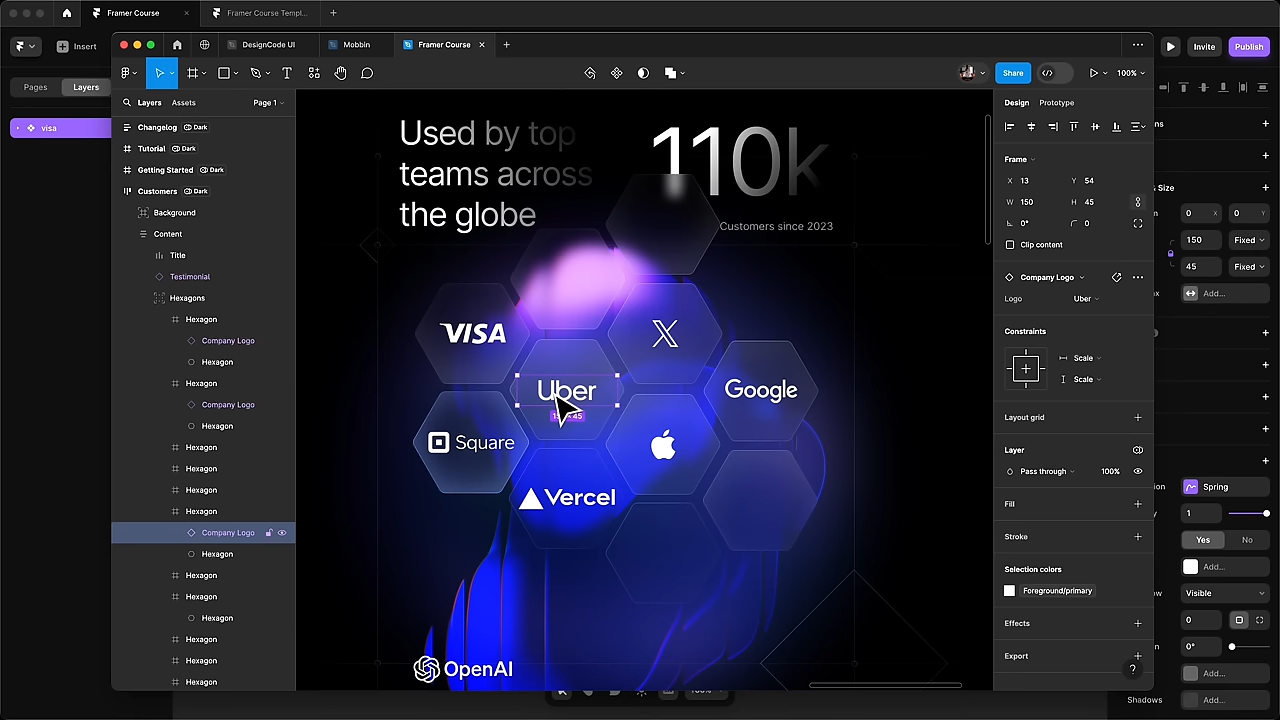 Framer Course
Framer Course Templ...
Insert
Invite
Publish
Pages
Layers
visa
DesignCode UI
Mobbin
Framer Course
Share
100%
Layers
Assets
Page 1
Changelog
Dark
Tutorial
Dark
Getting Started
Dark
Customers
Dark
Background
Content
Title
Testimonial
Hexagons
Hexagon
Company Logo
Hexagon
Hexagon
Company Logo
Hexagon
Hexagon
Hexagon
Hexagon
Hexagon
Company Logo
Hexagon
Hexagon
Hexagon
Hexagon
Hexagon
Hexagon
Hexagon
Used by top
teams across
the globe
110k
Customers since 2023
VISA
X
Uber
Google
Square
Vercel
OpenAI
Design
Prototype
Frame
X 13
Y 54
W 150
H 45
0°
0
Clip content
Company Logo
Logo
Uber
Constraints
Scale
Scale
Layout grid
Layer
Pass through
100%
Fill
Stroke
Selection colors
Foreground/primary
Effects
Export
?
& Size
0 X
0 Y
150
Fixed
45
Fixed
Add...
Spring
1
Yes
No
Add...
Visible
0
0°
Add...
Shadows
Add...